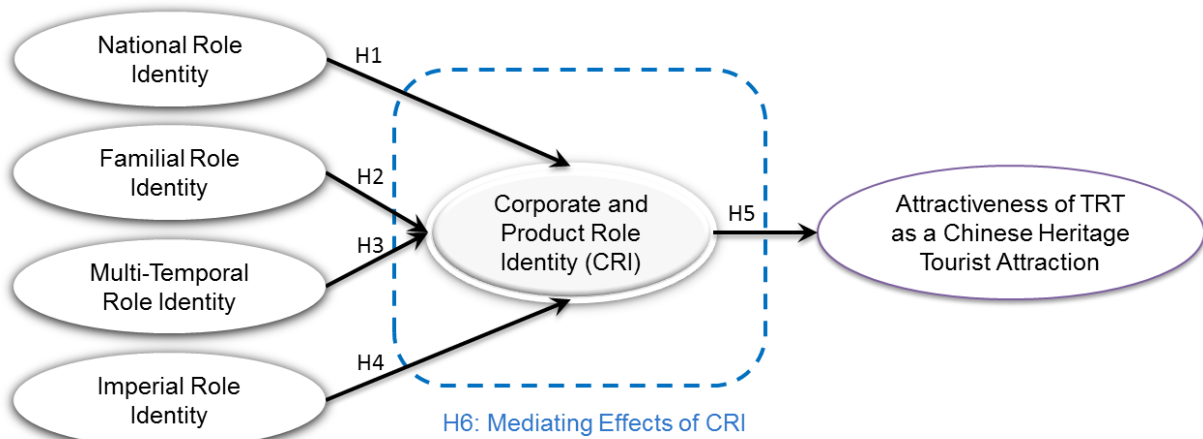 National Role
Identity
H1
Familial Role
Identity
H2
H3
Multi-Temporal
Role Identity
H4
Imperial Role
Identity
Corporate and
Product Role
Identity (CRI)
H5
Attractiveness of TRT
as a Chinese Heritage
Tourist Attraction
H6: Mediating Effects of CRI